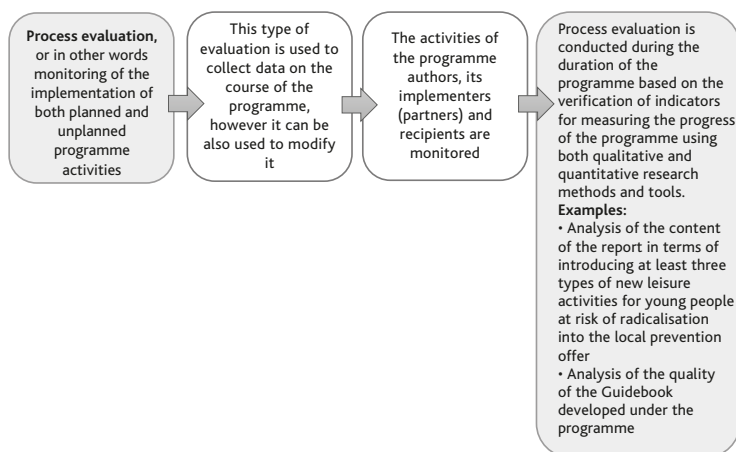 Process evaluation,
or in other words
monitoring of the
implementation of
both planned and
unplanned
programme
activities
This type of
evaluation is used to
collect data on the
course of the
programme,
however it can be
also used to modify
it
The activities of
the programme
authors, its
implementers
(partners) and
recipients are
monitored
Process evaluation is
conducted during the
duration of the
programme based on the
verification of indicators
for measuring the progress
of the programme using
both qualitative and
quantitative research
methods and tools.
Examples:
• Analysis of the content
of the report in terms of
introducing at least three
types of new leisure
activities for young people
at risk of radicalisation
into the local prevention
offer
• Analysis of the quality
of the Guidebook
developed under the
programme